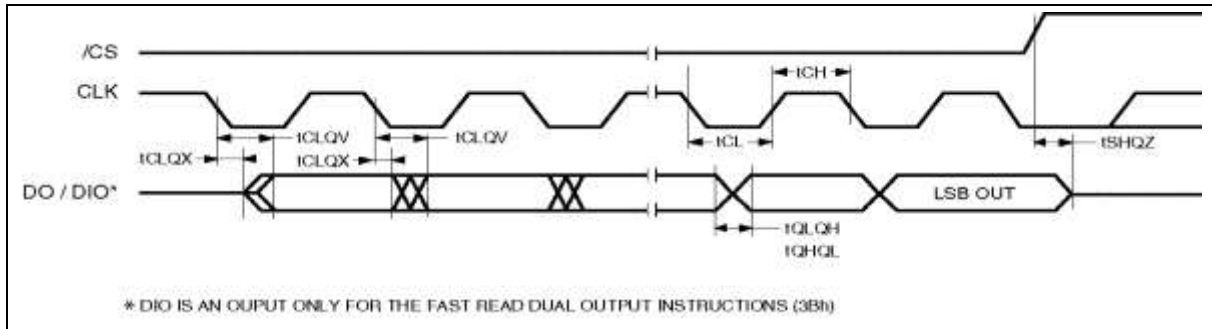 /CS
CLK
tCH
tCLQV
tCLQV
tCL
tCLQX
tCLQX
tSHQZ
DO / DIO*
LSB OUT
tQLQH
tQHQL
* DIO IS AN OUPUT ONLY FOR THE FAST READ DUAL OUTPUT INSTRUCTIONS (3Bh)